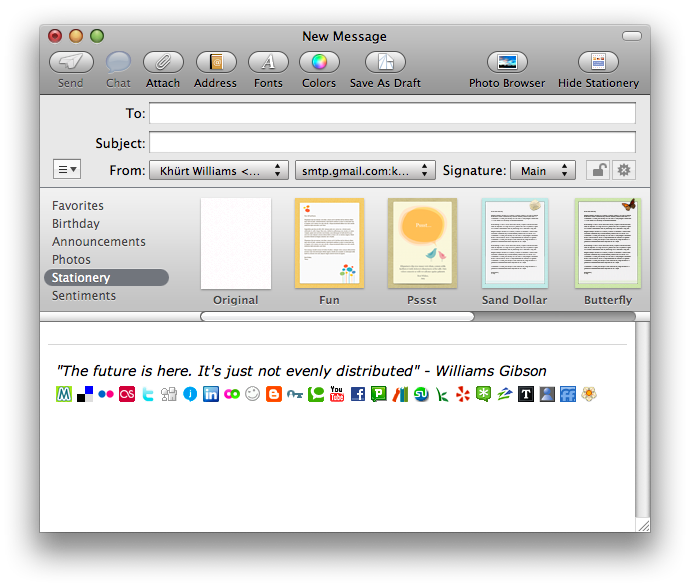 New Message
Send Chat Attach Address Fonts Colors Save As Draft Photo Browser Hide Stationery
To:
Subject:
From: Khürt Williams <... smtp.gmail.com:k... Signature: Main
Favorites
Birthday
Announcements
Photos
Stationery
Sentiments
Original Fun Pssst Sand Dollar Butterfly
"The future is here. It's just not evenly distributed" - Williams Gibson